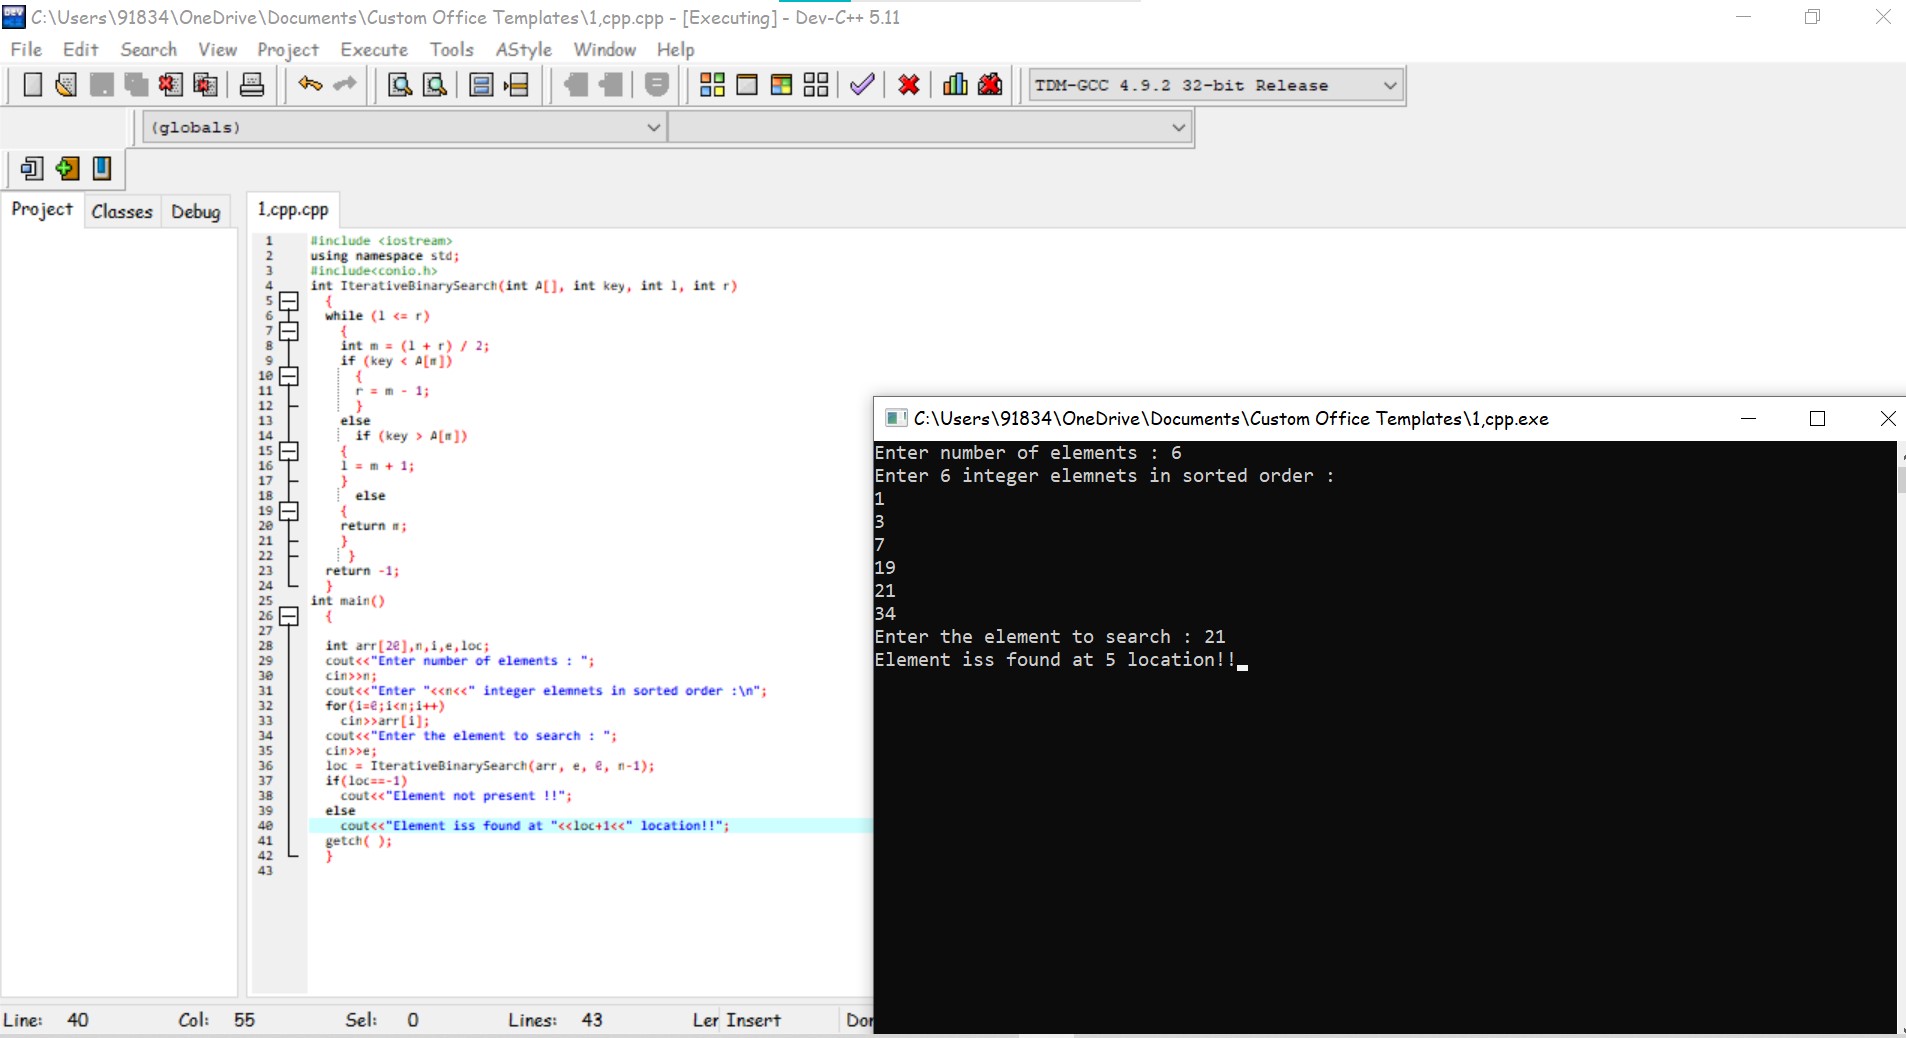 C:\Users\91834\OneDrive\Documents\Custom Office Templates\1,cpp.cpp - [Executing] - Dev-C++ 5.11
File Edit Search View Project Execute Tools AStyle Window Help
TDM-GCC 4.9.2 32-bit Release
(globals)
Project Classes Debug
1,cpp.cpp
1 #include <iostream>
2 using namespace std;
3 #include<conio.h>
4 int IterativeBinarySearch(int A[], int key, int l, int r)
5 {
6 while (l <= r)
7 {
8 int m = (l + r) / 2;
9 if (key < A[m])
10 {
11 r = m - 1;
12 }
13 else
14 if (key > A[m])
15 {
16 l = m + 1;
17 }
18 else
19 {
20 return m;
21 }
22 }
23 return -1;
24 }
25 int main()
26 {
27
28 int arr[20],n,i,e,loc;
29 cout<<"Enter number of elements : ";
30 cin>>n;
31 cout<<"Enter "<<n<<" integer elemnets in sorted order :\n";
32 for(i=0;i<n;i++)
33 cin>>arr[i];
34 cout<<"Enter the element to search : ";
35 cin>>e;
36 loc = IterativeBinarySearch(arr, e, 0, n-1);
37 if(loc==-1)
38 cout<<"Element not present !!";
39 else
40 cout<<"Element iss found at "<<loc+1<<" location!!";
41 getch( );
42 }
43
C:\Users\91834\OneDrive\Documents\Custom Office Templates\1,cpp.exe
Enter number of elements : 6
Enter 6 integer elemnets in sorted order :
1
3
7
19
21
34
Enter the element to search : 21
Element iss found at 5 location!!
Line: 40 Col: 55 Sel: 0 Lines: 43 Ler Insert Dor